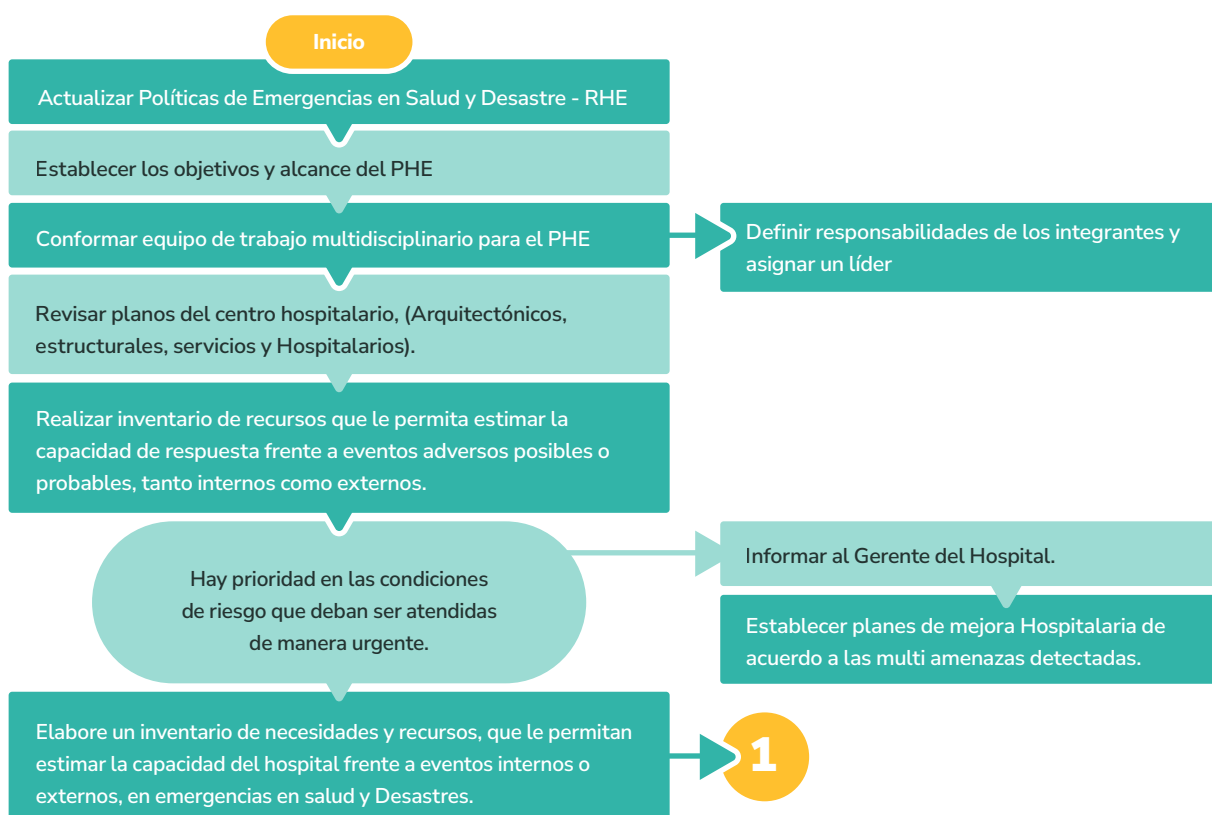 Inicio
Actualizar Políticas de Emergencias en Salud y Desastre - RHE
Establecer los objetivos y alcance del PHE
Conformar equipo de trabajo multidisciplinario para el PHE
Definir responsabilidades de los integrantes y
asignar un líder
Revisar planos del centro hospitalario, (Arquitectónicos,
estructurales, servicios y Hospitalarios).
Realizar inventario de recursos que le permita estimar la
capacidad de respuesta frente a eventos adversos posibles o
probables, tanto internos como externos.
Hay prioridad en las condiciones
de riesgo que deban ser atendidas
de manera urgente.
Informar al Gerente del Hospital.
Establecer planes de mejora Hospitalaria de
acuerdo a las multi amenazas detectadas.
Elabore un inventario de necesidades y recursos, que le permitan
estimar la capacidad del hospital frente a eventos internos o
externos, en emergencias en salud y Desastres.
1